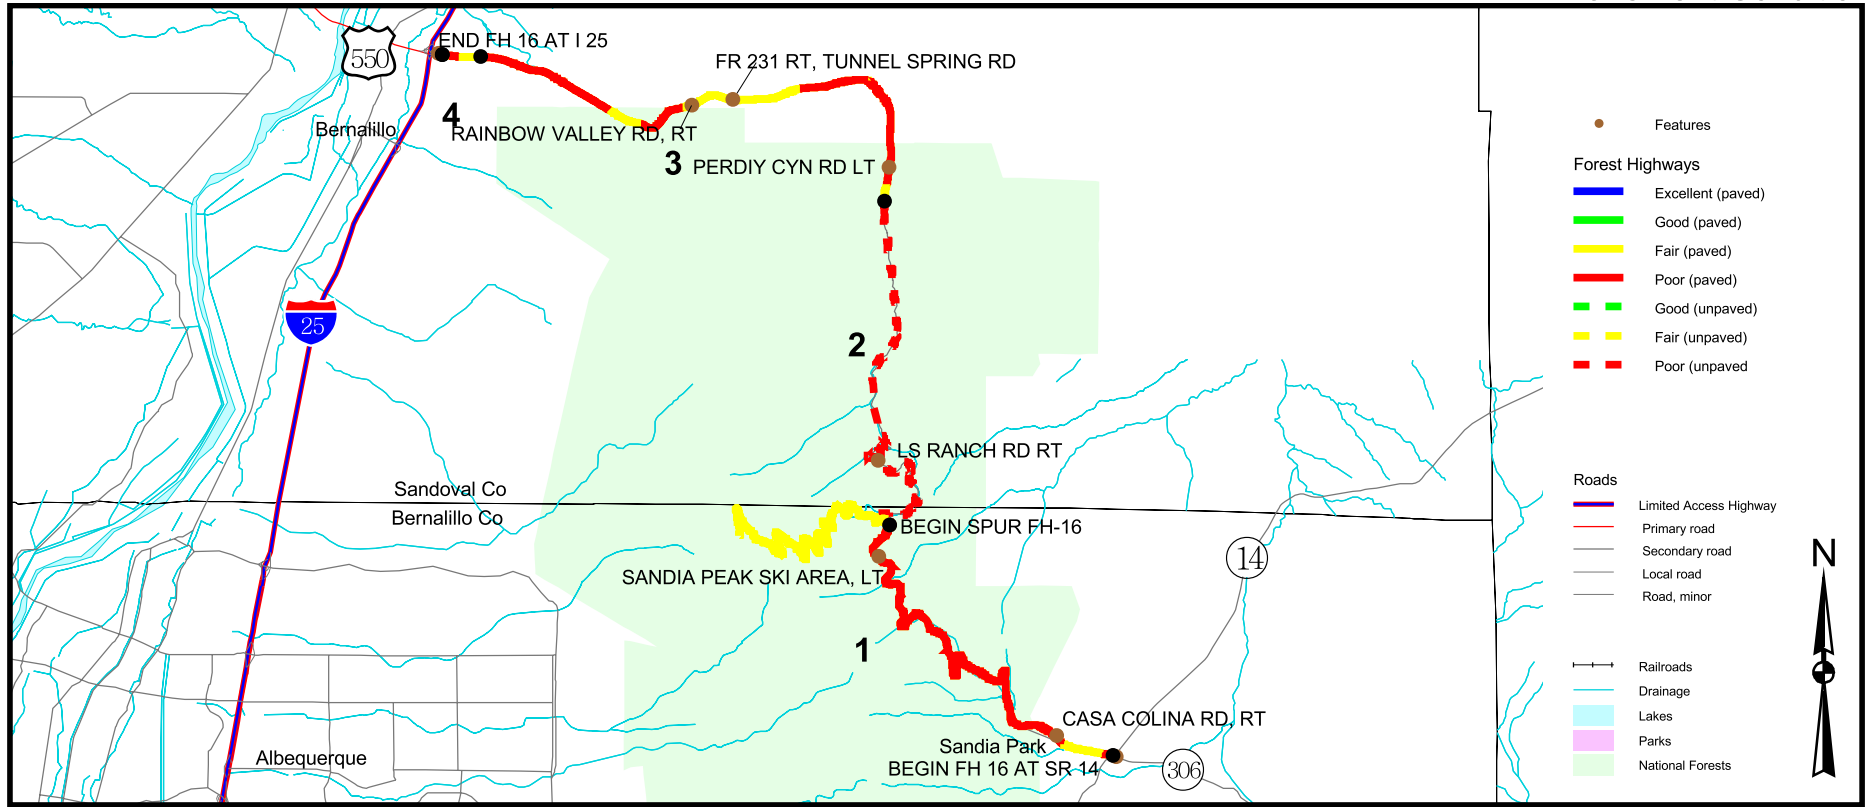 END FH 16 AT I 25
550
FR 231 RT, TUNNEL SPRING RD
4
Bernalillo
RAINBOW VALLEY RD, RT
3
PERDIY CYN RD LT
25
2
LS RANCH RD RT
Sandoval Co
Bernalillo Co
BEGIN SPUR FH-16
14
SANDIA PEAK SKI AREA, LT
1
CASA COLINA RD, RT
Sandia Park
BEGIN FH 16 AT SR 14
306
Albequerque
Features
Forest Highways
Excellent (paved)
Good (paved)
Fair (paved)
Poor (paved)
Good (unpaved)
Fair (unpaved)
Poor (unpaved
Roads
Limited Access Highway
Primary road
Secondary road
Local road
Road, minor
Railroads
Drainage
Lakes
Parks
National Forests
N